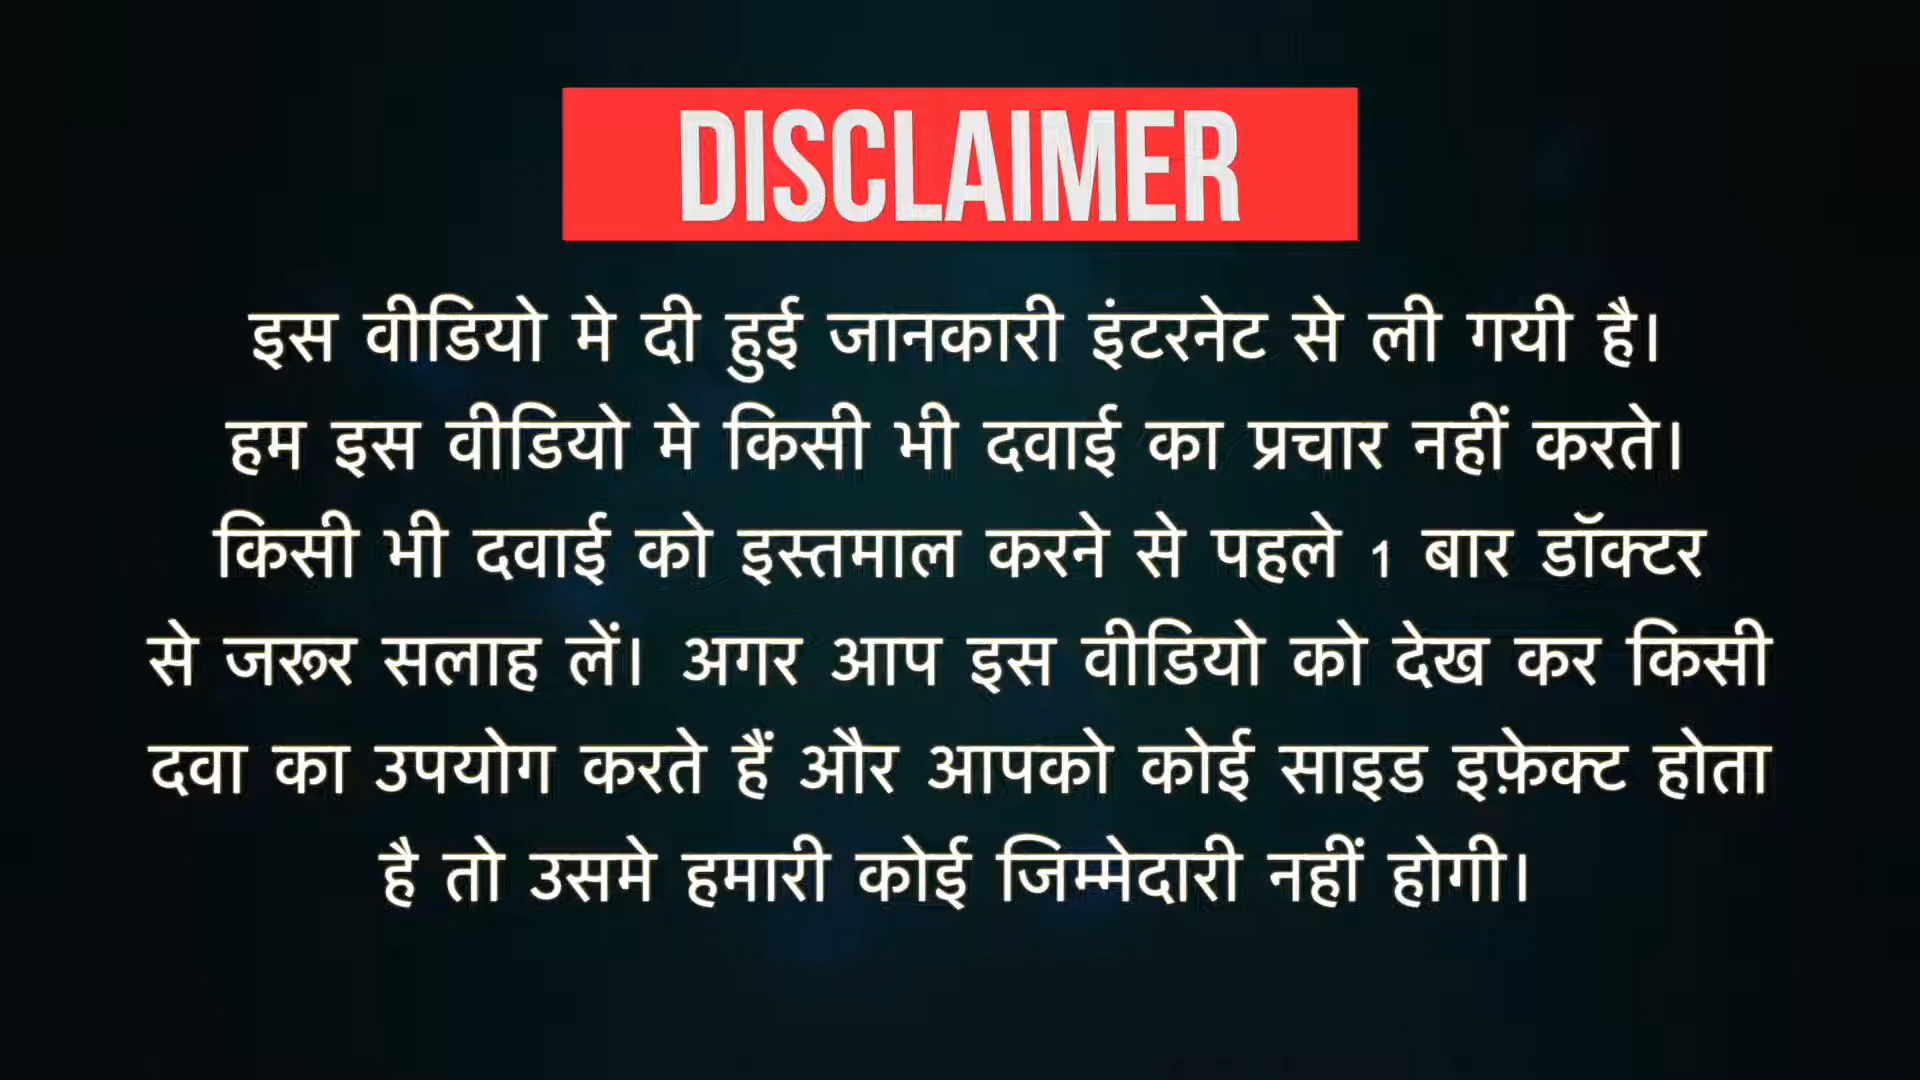 DISCLAIMER
इस वीडियो मे दी हुई जानकारी इंटरनेट से ली गयी है।
हम इस वीडियो मे किसी भी दवाई का प्रचार नहीं करते।
किसी भी दवाई को इस्तमाल करने से पहले 1 बार डॉक्टर
से जरूर सलाह लें। अगर आप इस वीडियो को देख कर किसी
दवा का उपयोग करते हैं और आपको कोई साइड इफ़ेक्ट होता
है तो उसमे हमारी कोई जिम्मेदारी नहीं होगी।